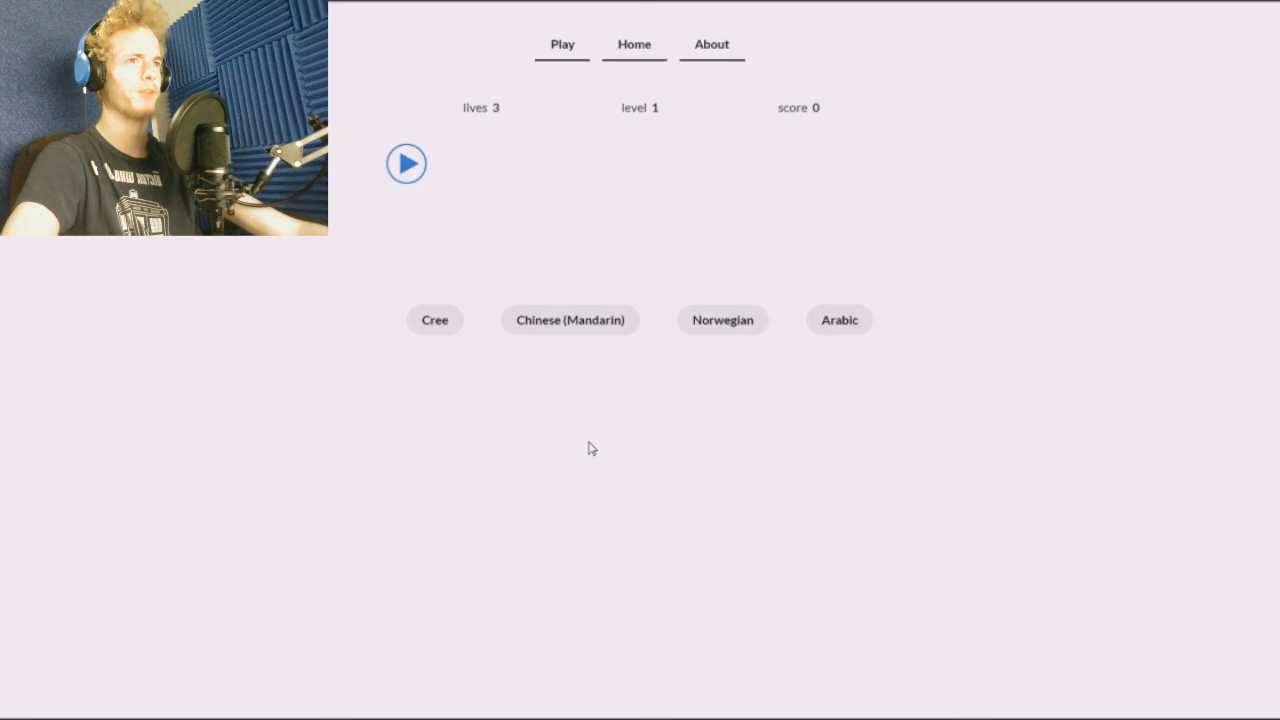 Play Home About
lives 3 level 1 score 0
Cree Chinese (Mandarin) Norwegian Arabic